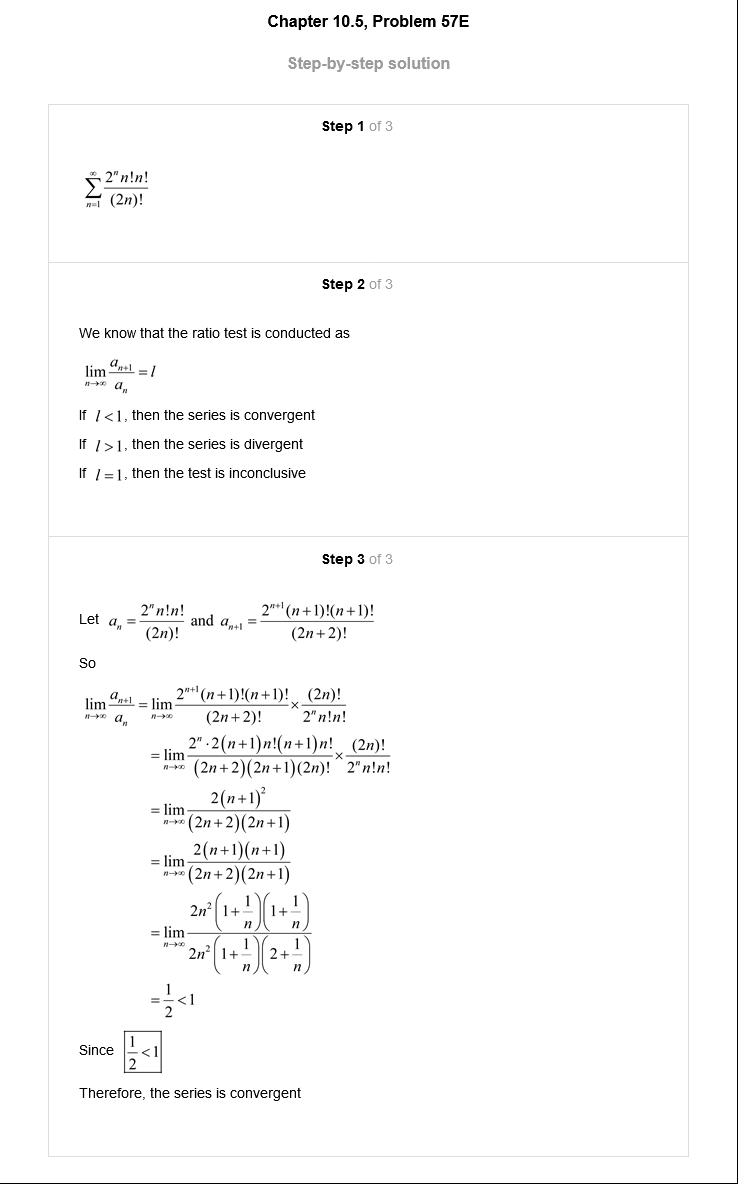 Chapter 10.5, Problem 57E
Step-by-step solution
Step 1 of 3
\sum_{n=1}^{\infty} \frac{2^n n!n!}{(2n)!}
Step 2 of 3
We know that the ratio test is conducted as
\lim_{n \to \infty} \frac{a_{n+1}}{a_n} = l
If l < 1, then the series is convergent
If l > 1, then the series is divergent
If l = 1, then the test is inconclusive
Step 3 of 3
Let a_n = \frac{2^n n!n!}{(2n)!} and a_{n+1} = \frac{2^{n+1}(n+1)!(n+1)!}{(2n+2)!}
So
\lim_{n \to \infty} \frac{a_{n+1}}{a_n} = \lim_{n \to \infty} \frac{2^{n+1}(n+1)!(n+1)!}{(2n+2)!} \times \frac{(2n)!}{2^n n!n!}
= \lim_{n \to \infty} \frac{2^n \cdot 2(n+1)n!(n+1)n!}{(2n+2)(2n+1)(2n)!} \times \frac{(2n)!}{2^n n!n!}
= \lim_{n \to \infty} \frac{2(n+1)^2}{(2n+2)(2n+1)}
= \lim_{n \to \infty} \frac{2(n+1)(n+1)}{(2n+2)(2n+1)}
= \lim_{n \to \infty} \frac{2n^2\left(1+\frac{1}{n}\right)\left(1+\frac{1}{n}\right)}{2n^2\left(1+\frac{1}{n}\right)\left(2+\frac{1}{n}\right)}
= \frac{1}{2} < 1
Since \frac{1}{2} < 1
Therefore, the series is convergent